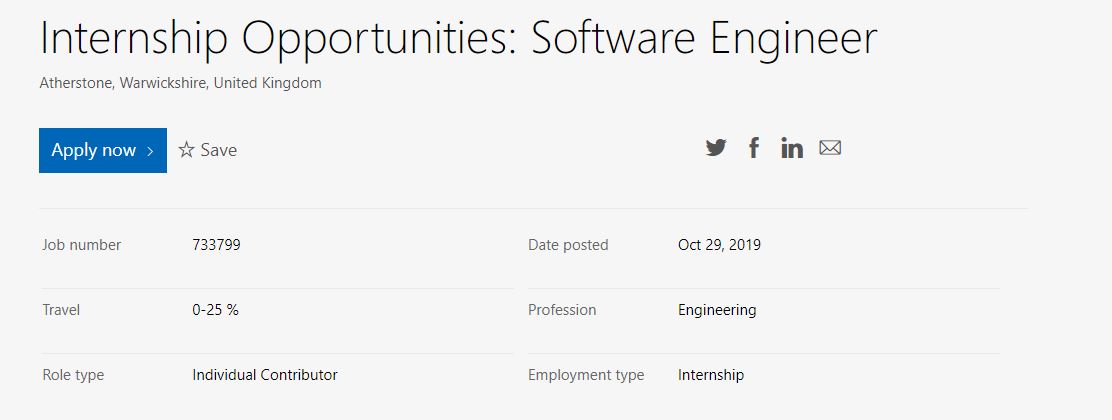 Internship Opportunities: Software Engineer
Atherstone, Warwickshire, United Kingdom
Apply now
Save
Job number 733799 Date posted Oct 29, 2019
Travel 0-25 % Profession Engineering
Role type Individual Contributor Employment type Internship